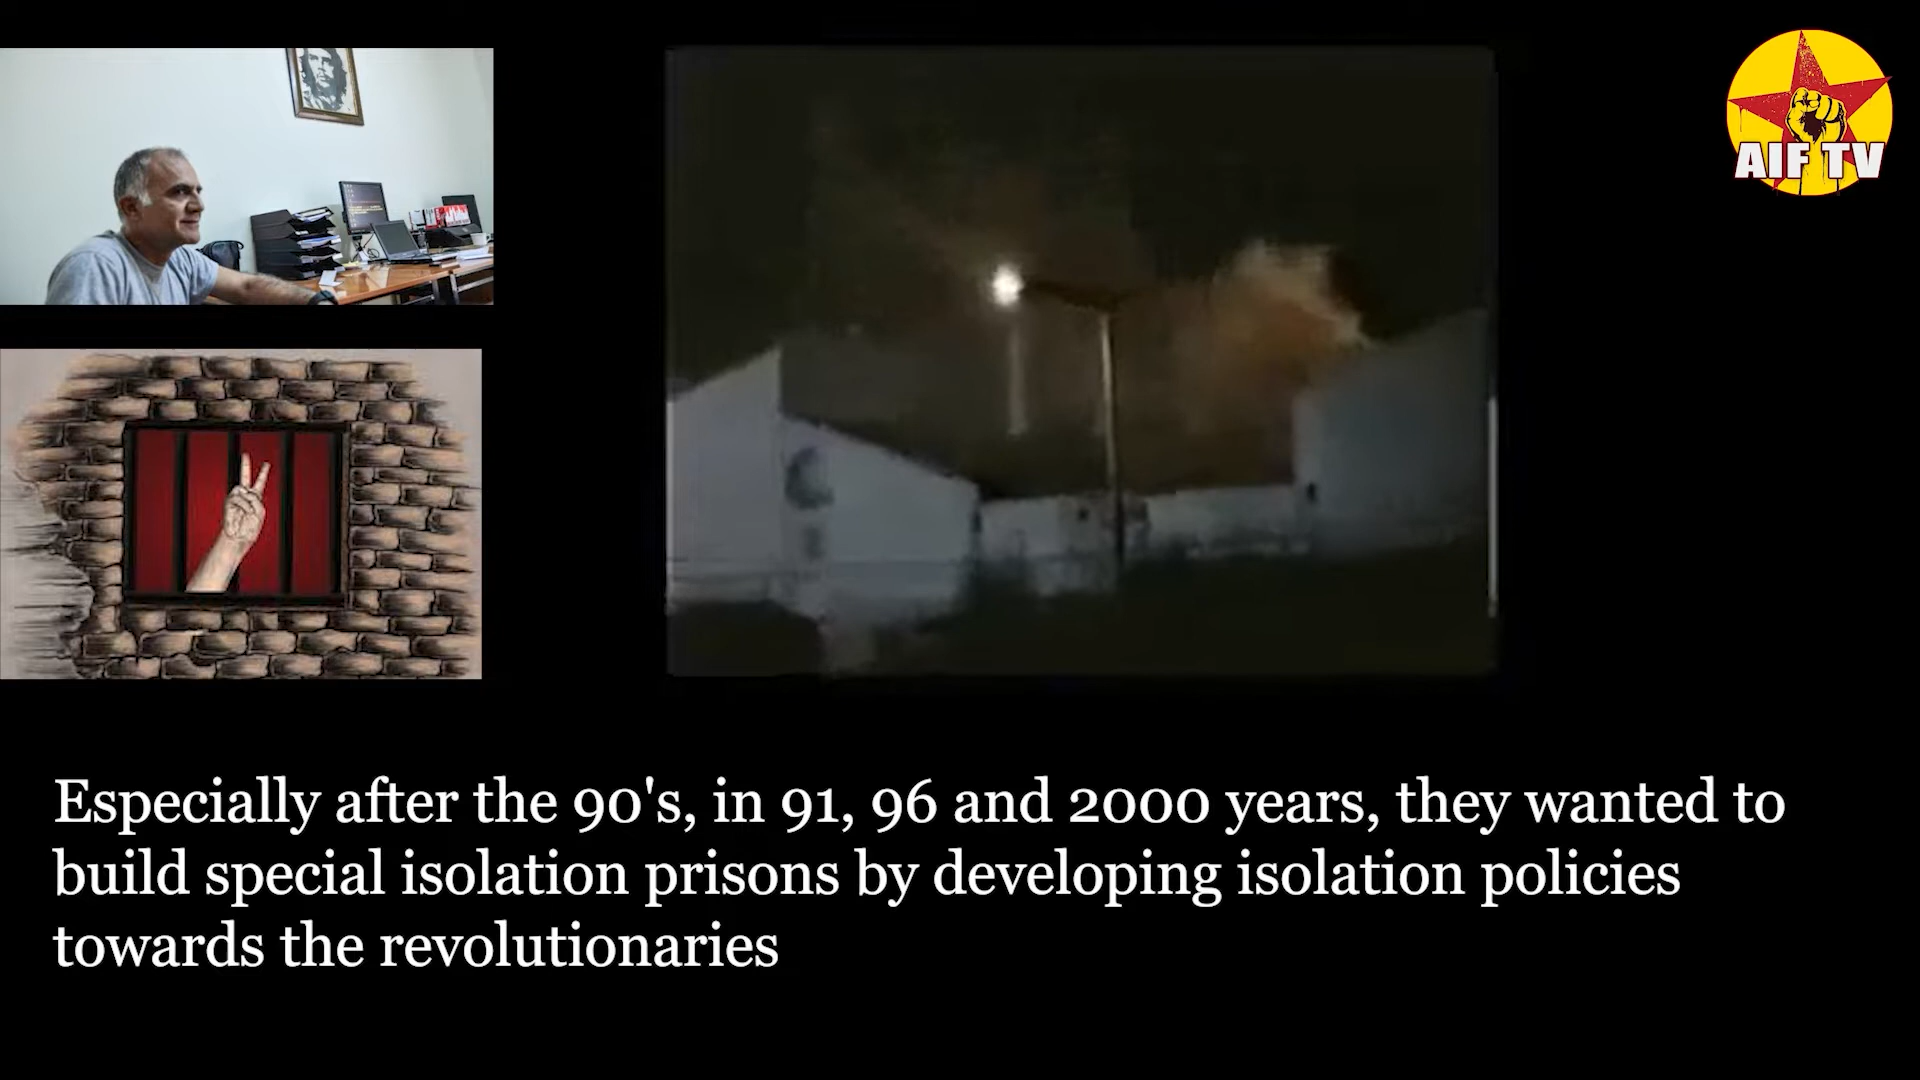 AIF TV
Especially after the 90's, in 91, 96 and 2000 years, they wanted to
build special isolation prisons by developing isolation policies
towards the revolutionaries